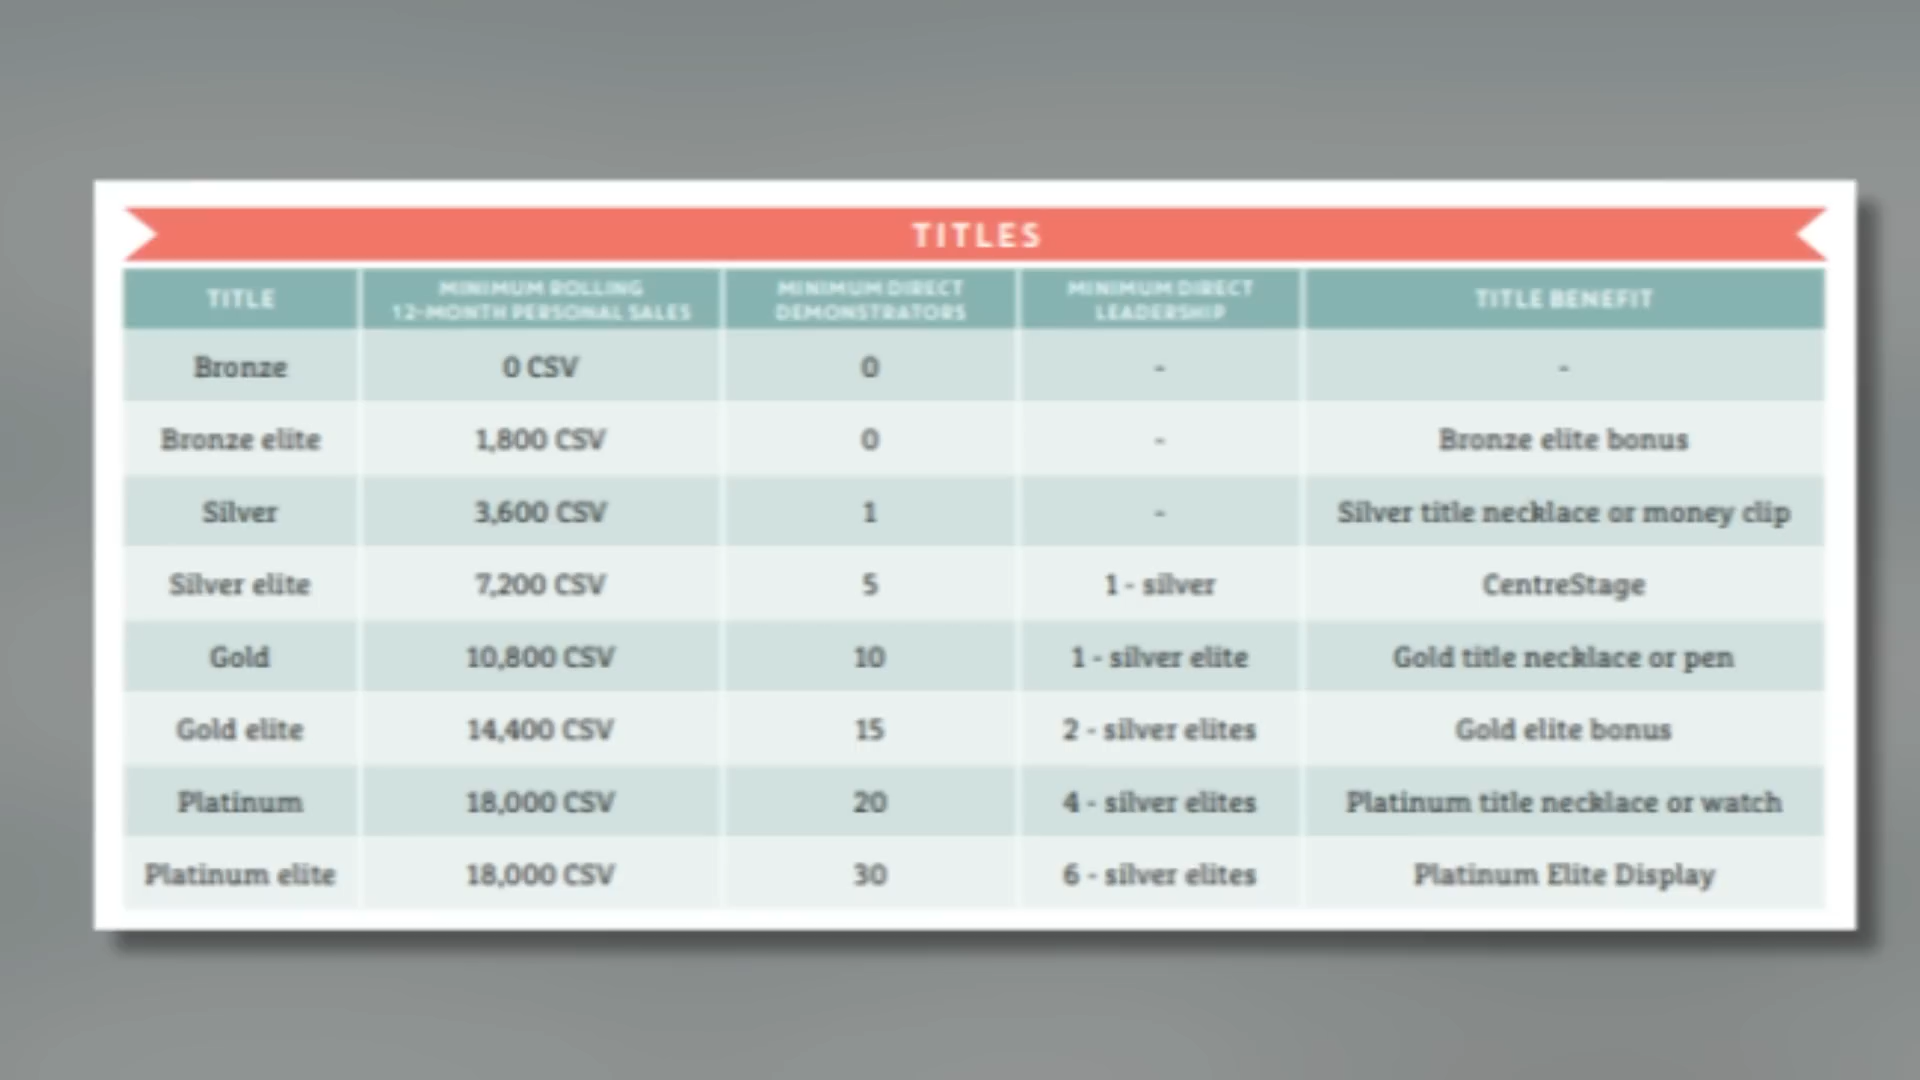 TITLES
TITLE
MINIMUM ROLLING
12-MONTH PERSONAL SALES
MINIMUM DIRECT
DEMONSTRATORS
MINIMUM DIRECT
LEADERSHIP
TITLE BENEFIT
Bronze 0 CSV 0 - -
Bronze elite 1,800 CSV 0 - Bronze elite bonus
Silver 3,600 CSV 1 - Silver title necklace or money clip
Silver elite 7,200 CSV 5 1 - silver CentreStage
Gold 10,800 CSV 10 1 - silver elite Gold title necklace or pen
Gold elite 14,400 CSV 15 2 - silver elites Gold elite bonus
Platinum 18,000 CSV 20 4 - silver elites Platinum title necklace or watch
Platinum elite 18,000 CSV 30 6 - silver elites Platinum Elite Display